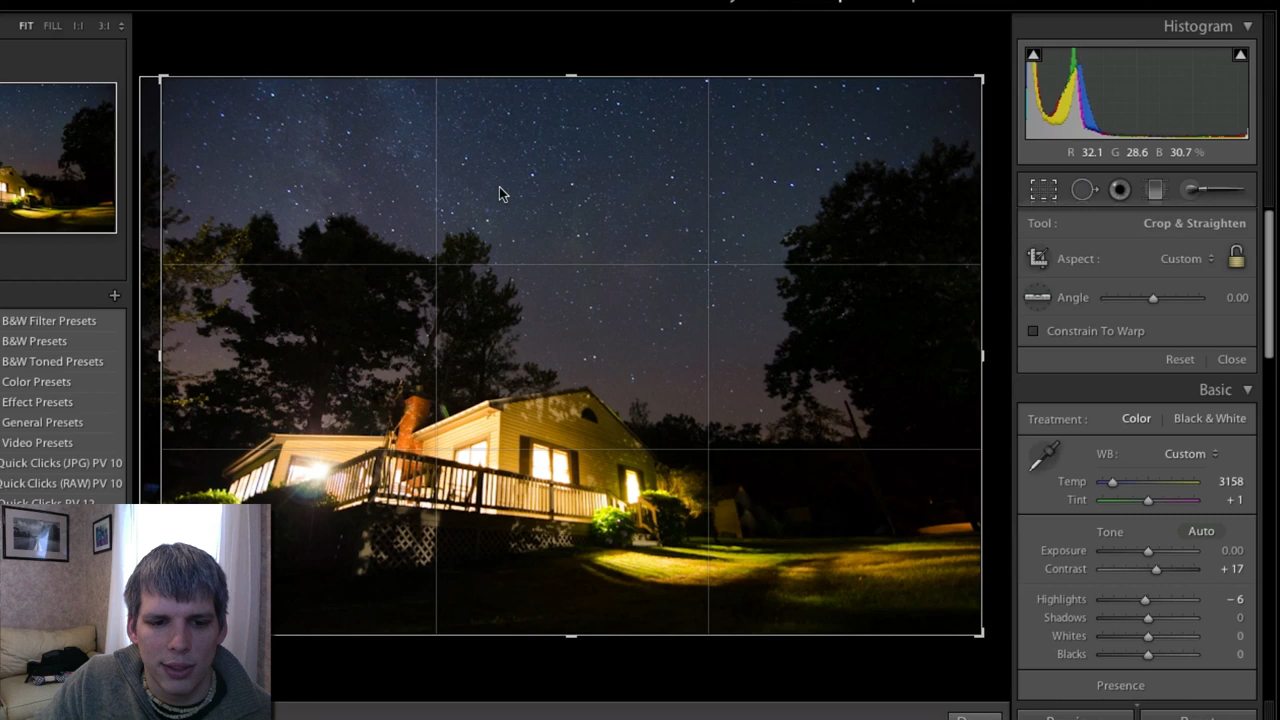 FIT FILL 1:1 3:1
Histogram
R 32.1 G 28.6 B 30.7 %
Tool : Crop & Straighten
Aspect : Custom
Angle 0.00
Constrain To Warp
Reset Close
Basic
Treatment : Color Black & White
WB: Custom
Temp 3158
Tint + 1
Tone Auto
Exposure 0.00
Contrast + 17
Highlights − 6
Shadows 0
Whites 0
Blacks 0
Presence
B&W Filter Presets
B&W Presets
B&W Toned Presets
Color Presets
Effect Presets
General Presets
Video Presets
Quick Clicks (JPG) PV 10
Quick Clicks (RAW) PV 10
Quick Clicks PV 12